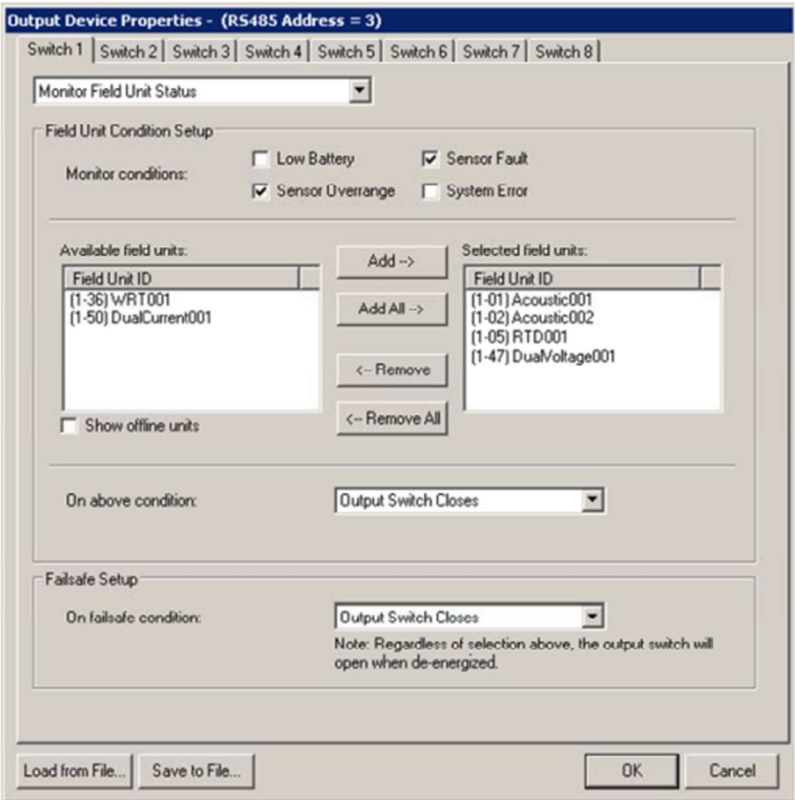 Output Device Properties - (RS485 Address = 3)
Switch 1 Switch 2 Switch 3 Switch 4 Switch 5 Switch 6 Switch 7 Switch 8
Monitor Field Unit Status
Field Unit Condition Setup
Monitor conditions:
Low Battery Sensor Fault
Sensor Overrange System Error
Available field units:
Field Unit ID
(1-36) WRT001
(1-50) DualCurrent001
Show offline units
Add -->
Add All -->
<-- Remove
<-- Remove All
Selected field units:
Field Unit ID
(1-01) Acoustic001
(1-02) Acoustic002
(1-05) RTD001
(1-47) DualVoltage001
On above condition: Output Switch Closes
Failsafe Setup
On failsafe condition: Output Switch Closes
Note: Regardless of selection above, the output switch will
open when de-energized.
Load from File... Save to File... OK Cancel